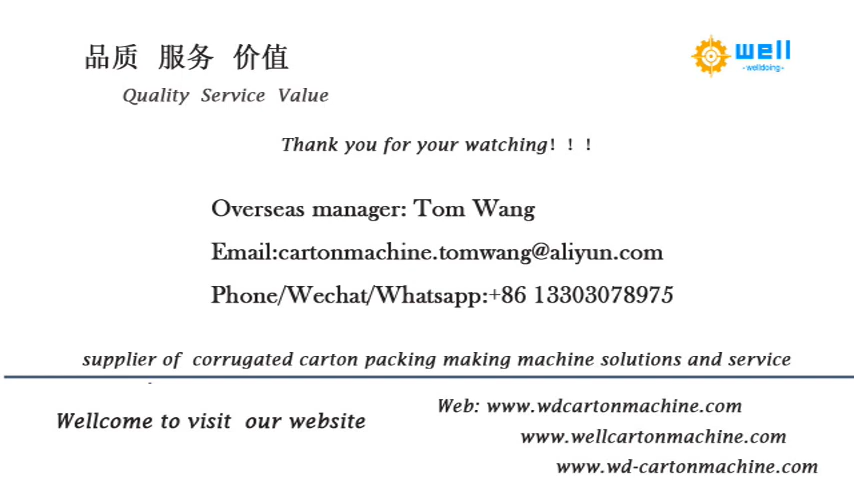 品质 服务 价值
well
-welldoing-
Quality Service Value
Thank you for your watching！！！
Overseas manager: Tom Wang
Email:cartonmachine.tomwang@aliyun.com
Phone/Wechat/Whatsapp:+86 13303078975
supplier of corrugated carton packing making machine solutions and service
Wellcome to visit our website
Web: www.wdcartonmachine.com
www.wellcartonmachine.com
www.wd-cartonmachine.com